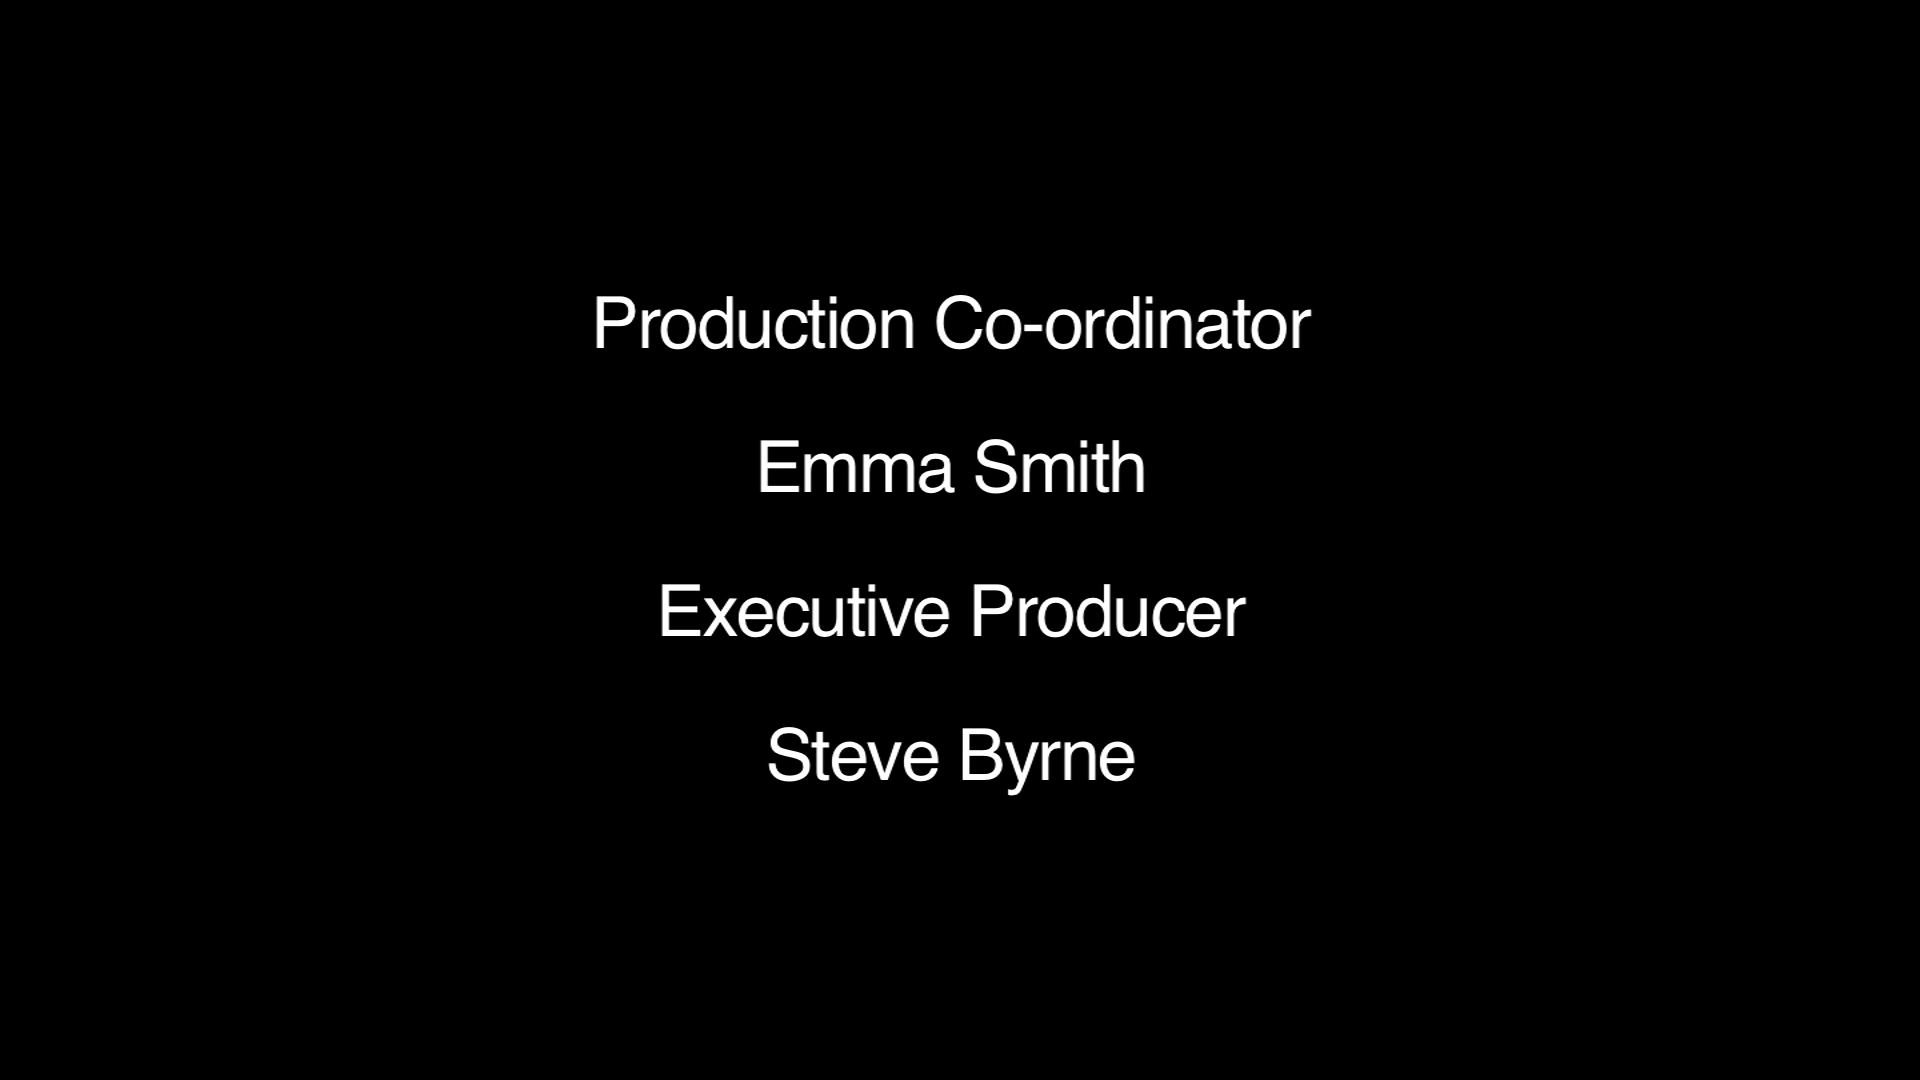 Production Co-ordinator
Emma Smith
Executive Producer
Steve Byrne